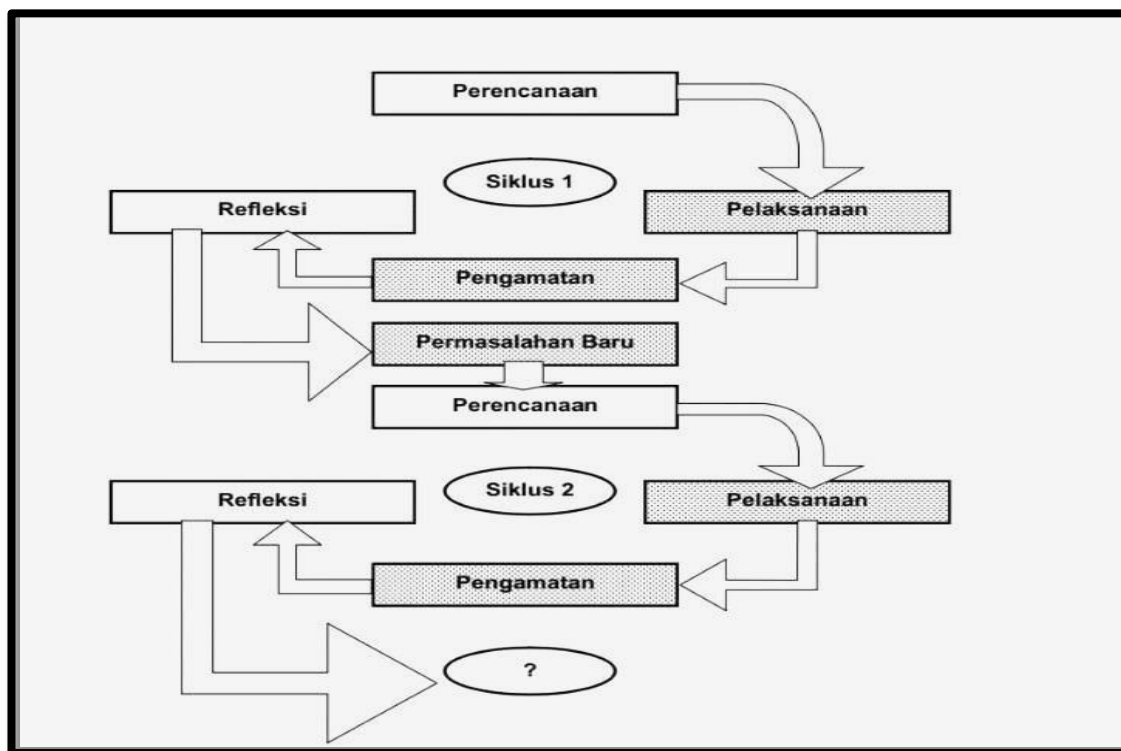 Perencanaan
Siklus 1
Refleksi
Pelaksanaan
Pengamatan
Permasalahan Baru
Perencanaan
Siklus 2
Refleksi
Pelaksanaan
Pengamatan
?